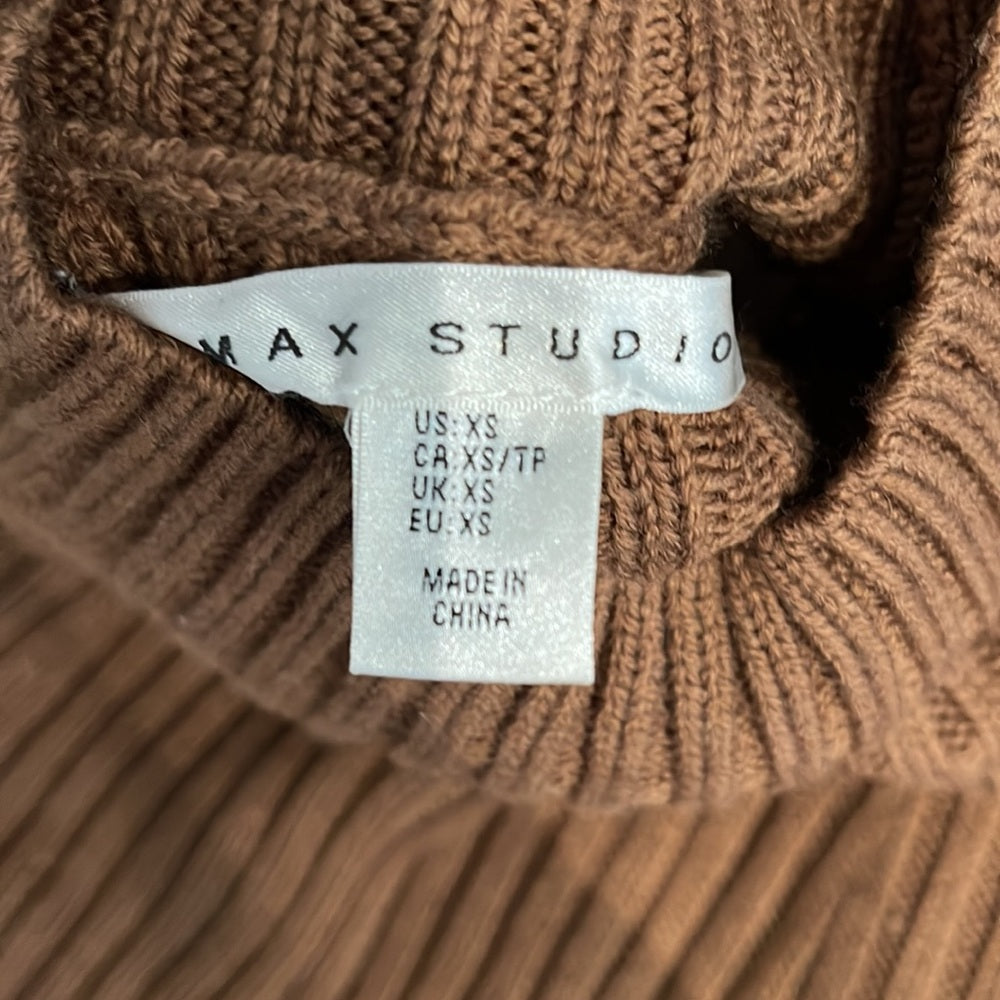 MAX STUDIO
US: XS
CA: XS/TP
UK: XS
EU: XS
MADE IN
CHINA